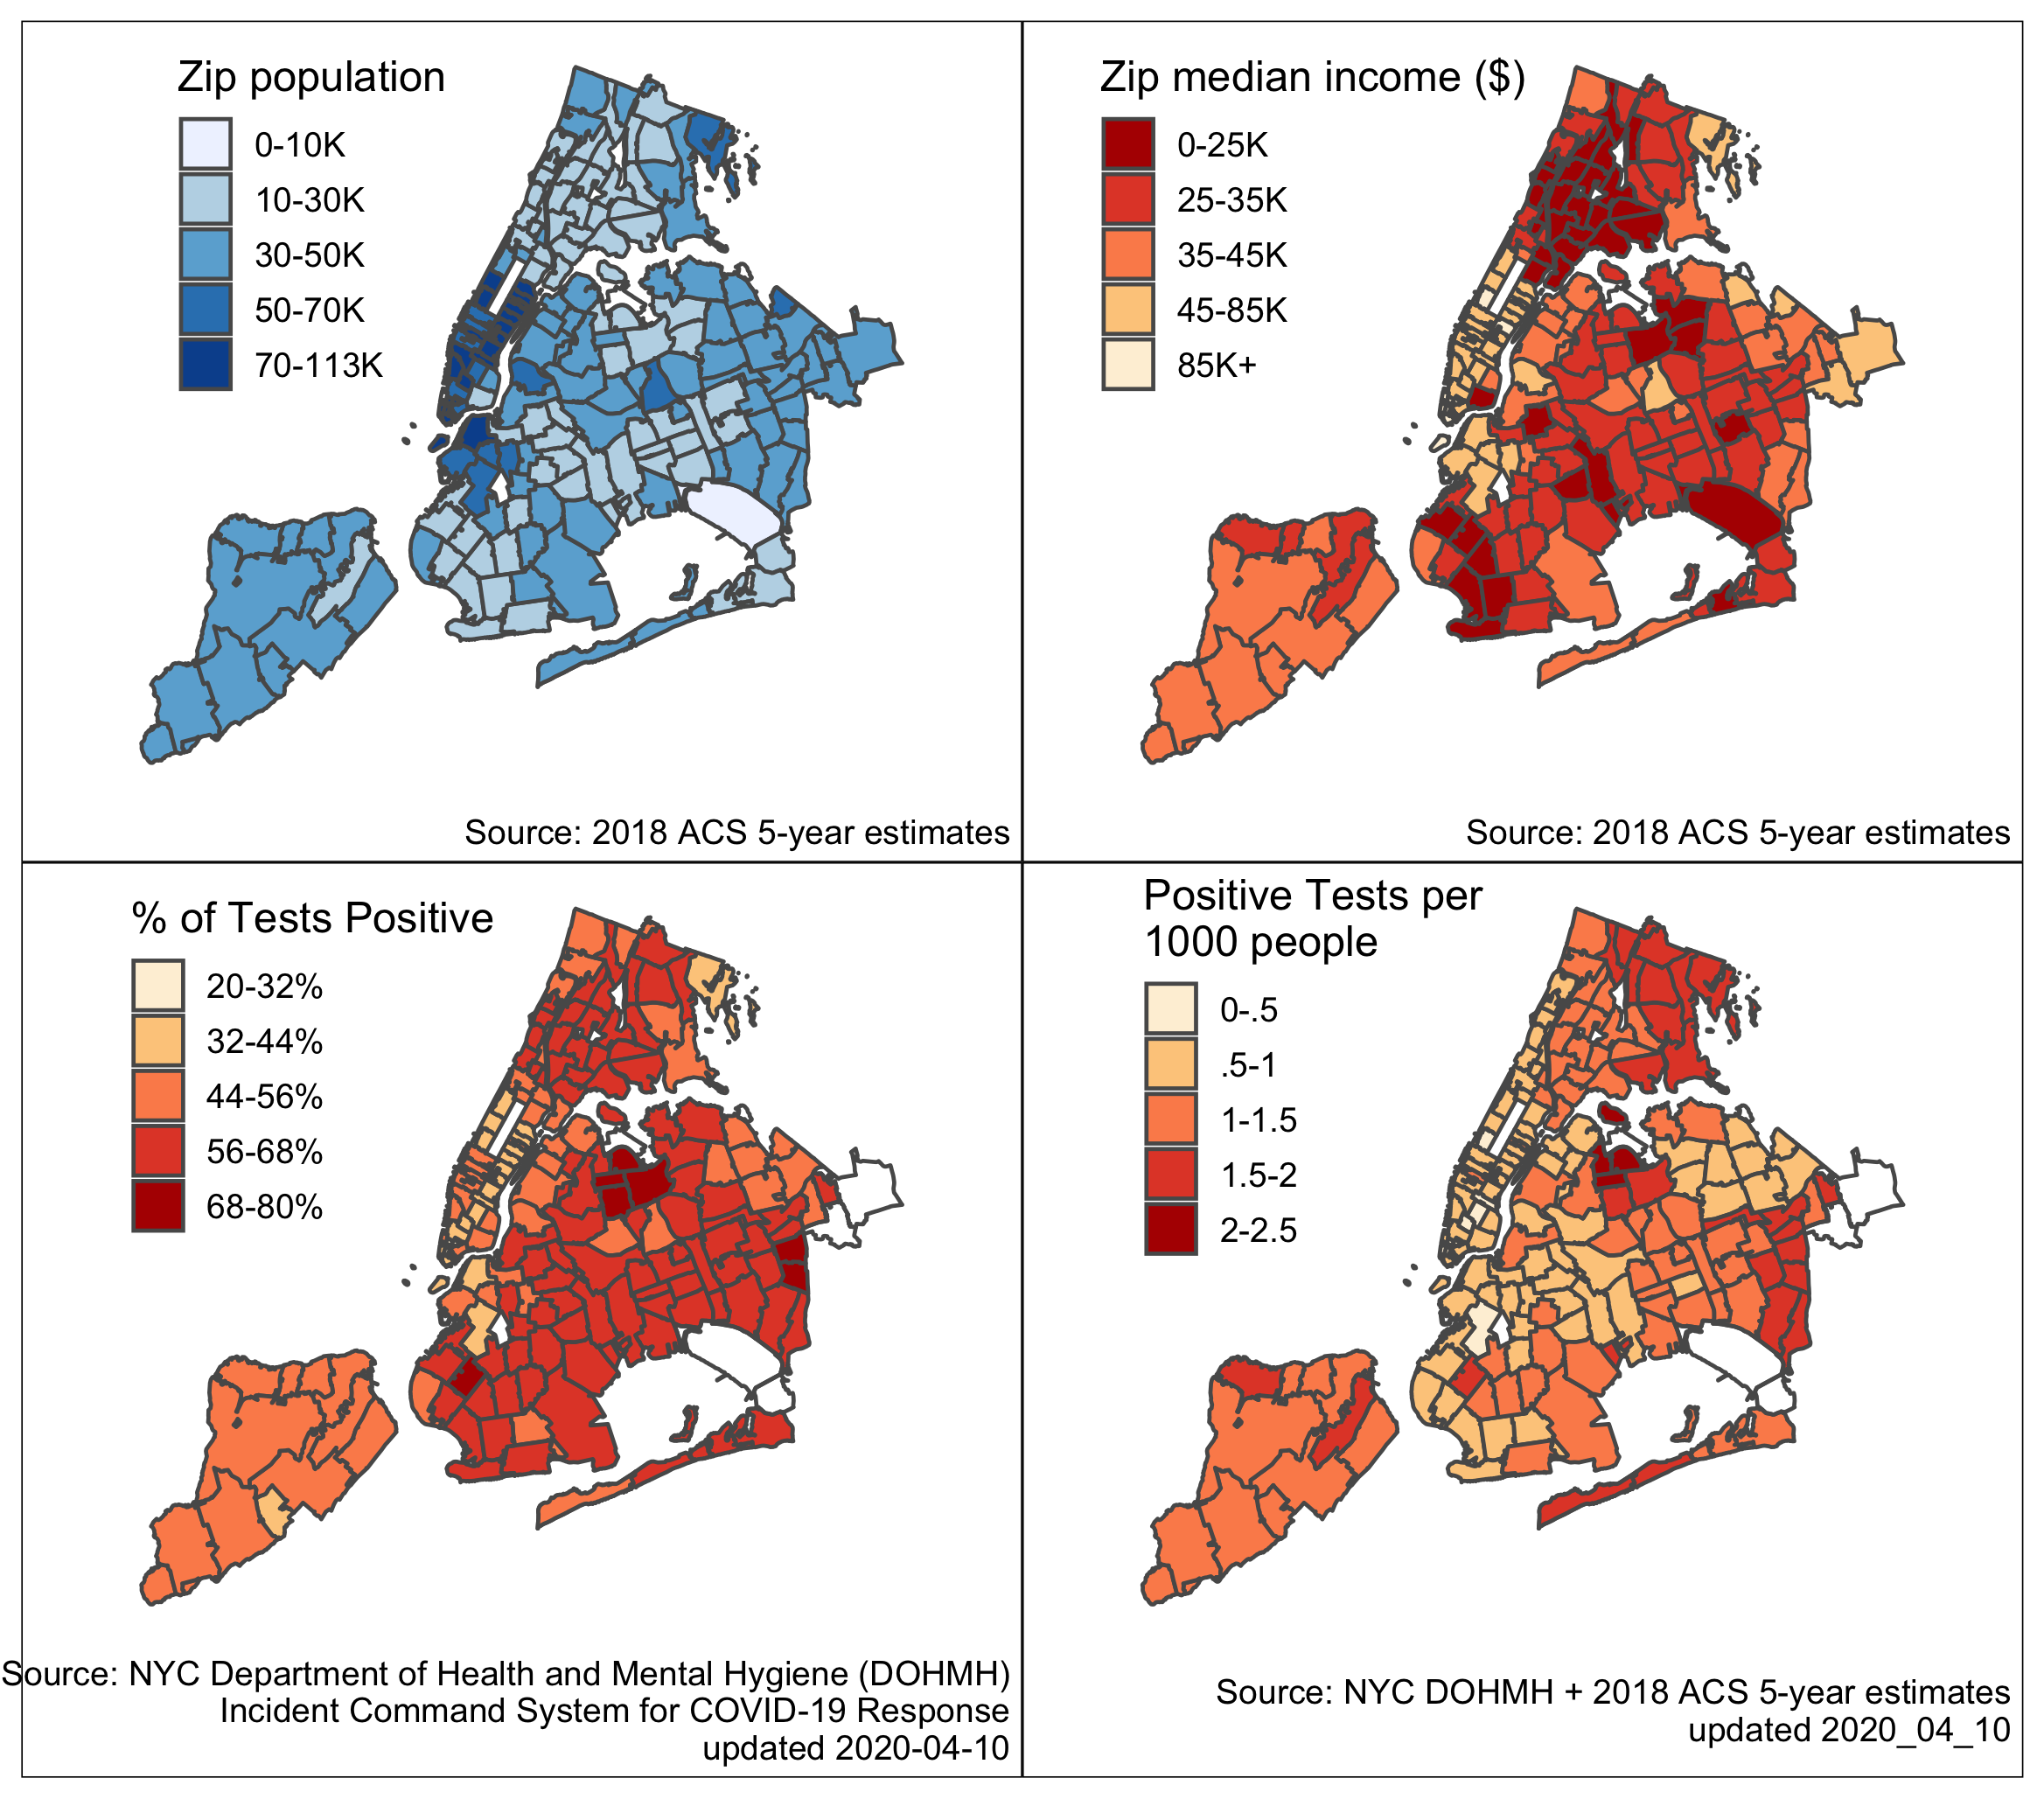 Zip population
0-10K
10-30K
30-50K
50-70K
70-113K
Source: 2018 ACS 5-year estimates
Zip median income ($)
0-25K
25-35K
35-45K
45-85K
85K+
Source: 2018 ACS 5-year estimates
% of Tests Positive
20-32%
32-44%
44-56%
56-68%
68-80%
Source: NYC Department of Health and Mental Hygiene (DOHMH)
Incident Command System for COVID-19 Response
updated 2020-04-10
Positive Tests per
1000 people
0-.5
.5-1
1-1.5
1.5-2
2-2.5
Source: NYC DOHMH + 2018 ACS 5-year estimates
updated 2020_04_10